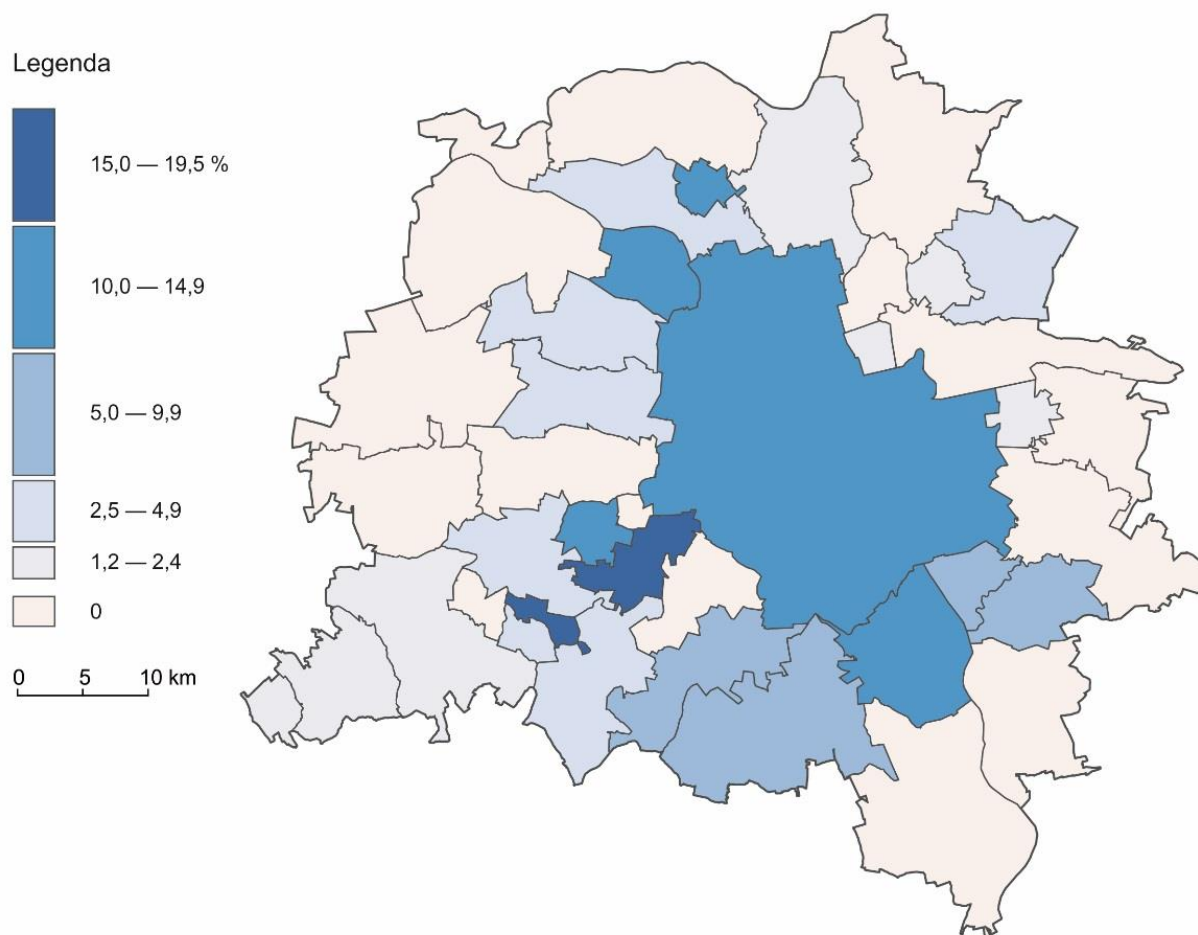 Legenda
15,0 — 19,5 %
10,0 — 14,9
5,0 — 9,9
2,5 — 4,9
1,2 — 2,4
0
0 5 10 km